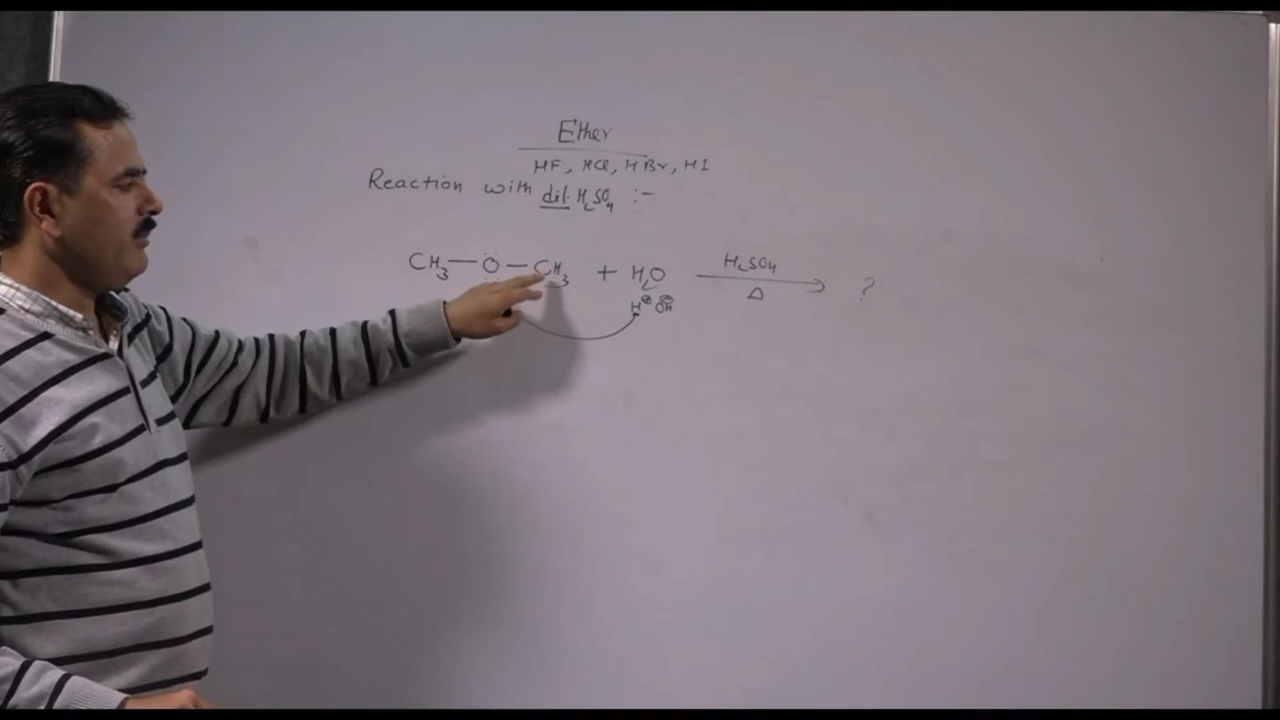 Ether
HF, HCl, HBr, HI
Reaction with dil. H2SO4 :-
CH3 — O — CH3 + H2O H2SO4 Δ → ?
H⊕ OH⊖